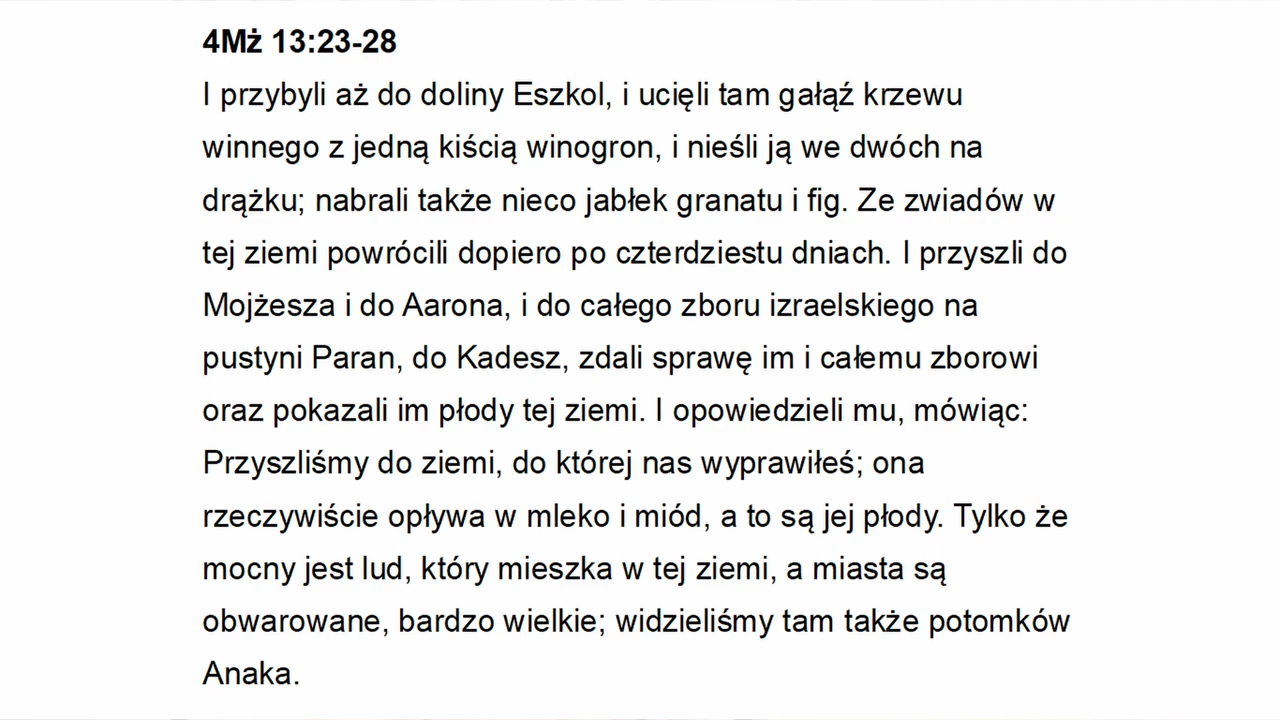 4Mż 13:23-28
I przybyli aż do doliny Eszkol, i ucięli tam gałąź krzewu
winnego z jedną kiścią winogron, i nieśli ją we dwóch na
drążku; nabrali także nieco jabłek granatu i fig. Ze zwiadów w
tej ziemi powrócili dopiero po czterdziestu dniach. I przyszli do
Mojżesza i do Aarona, i do całego zboru izraelskiego na
pustyni Paran, do Kadesz, zdali sprawę im i całemu zborowi
oraz pokazali im płody tej ziemi. I opowiedzieli mu, mówiąc:
Przyszliśmy do ziemi, do której nas wyprawiłeś; ona
rzeczywiście opływa w mleko i miód, a to są jej płody. Tylko że
mocny jest lud, który mieszka w tej ziemi, a miasta są
obwarowane, bardzo wielkie; widzieliśmy tam także potomków
Anaka.